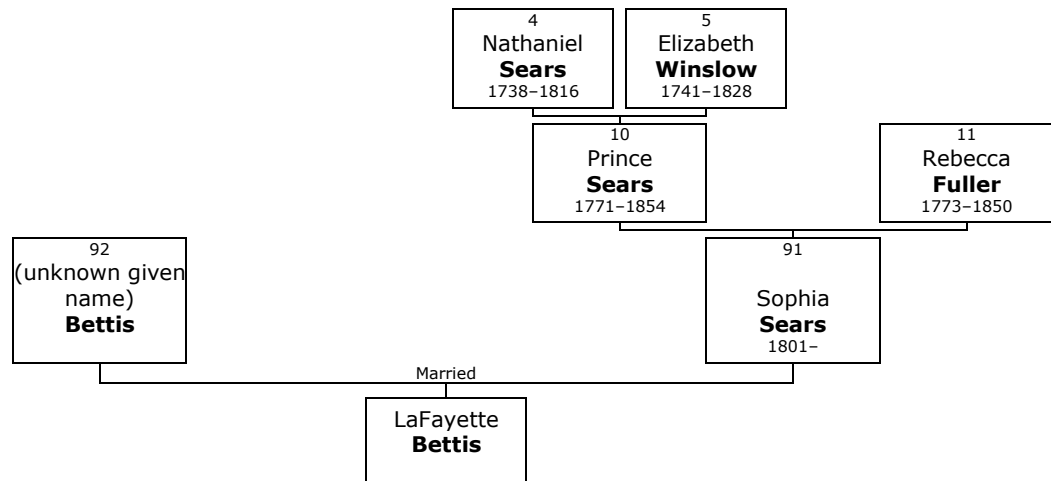 4
Nathaniel
Sears
1738–1816
5
Elizabeth
Winslow
1741–1828
10
Prince
Sears
1771–1854
11
Rebecca
Fuller
1773–1850
92
(unknown given
name)
Bettis
91
Sophia
Sears
1801–
Married
LaFayette
Bettis